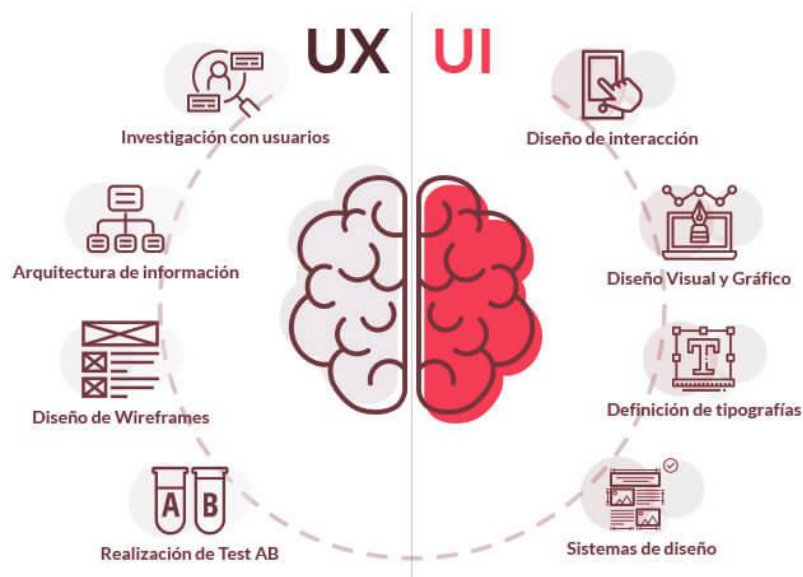 UX
UI
Investigación con usuarios
Diseño de interacción
Arquitectura de información
Diseño Visual y Gráfico
Diseño de Wireframes
T
Definición de tipografías
A B
Realización de Test AB
Sistemas de diseño